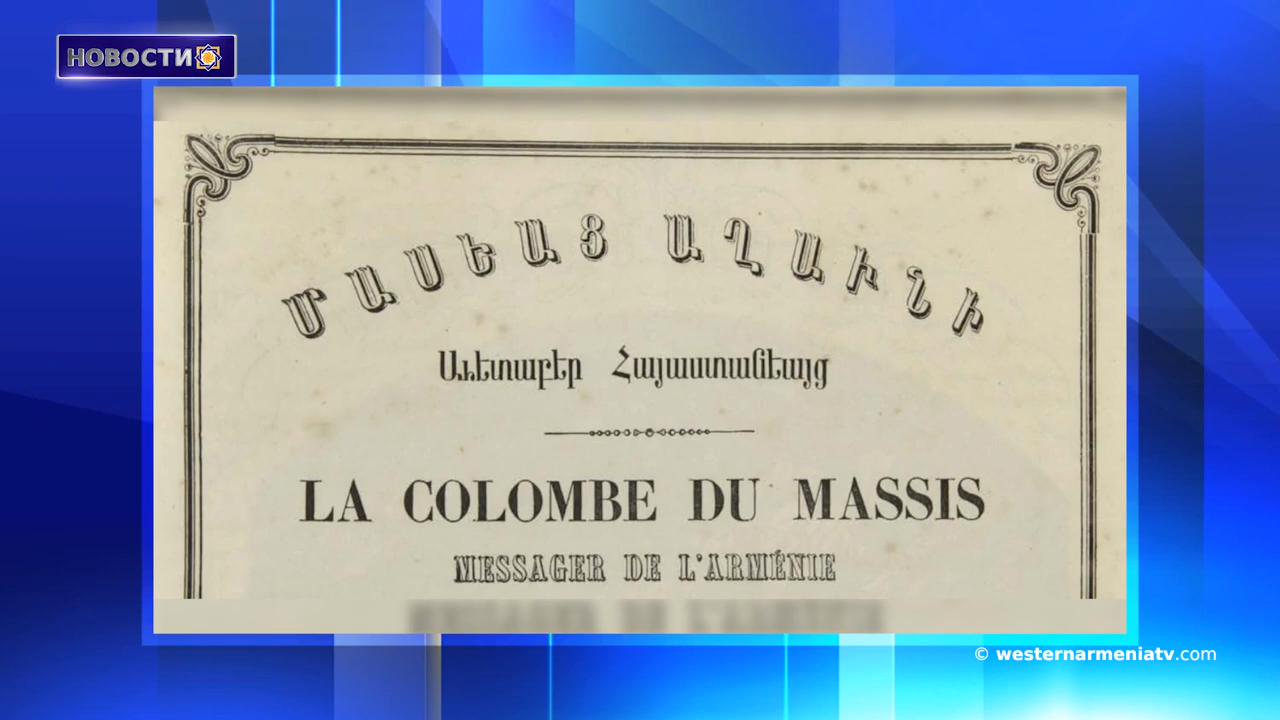 НОВОСТИ
ՄԱՍԵԱՑ ԱՂԱՒՆԻ
Աւետաբեր Հայաստանեայց
LA COLOMBE DU MASSIS
MESSAGER DE L'ARMÉNIE
© westernarmeniatv.com